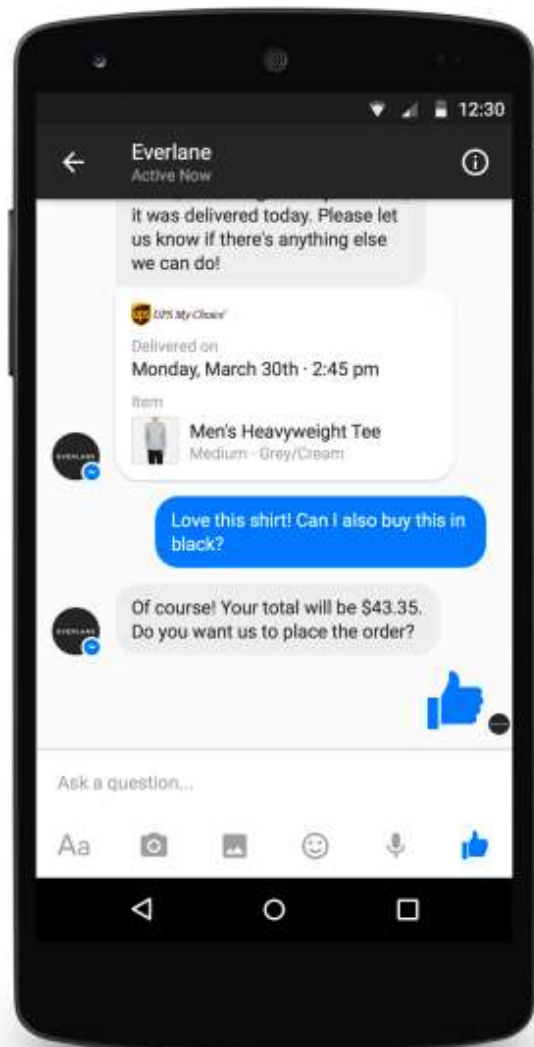 12:30
Everlane
Active Now
it was delivered today. Please let
us know if there's anything else
we can do!
ups UPS My Choice®
Delivered on
Monday, March 30th · 2:45 pm
Item
Men's Heavyweight Tee
Medium · Grey/Cream
EVERLANE
Love this shirt! Can I also buy this in
black?
Of course! Your total will be $43.35.
Do you want us to place the order?
EVERLANE
Ask a question...
Aa